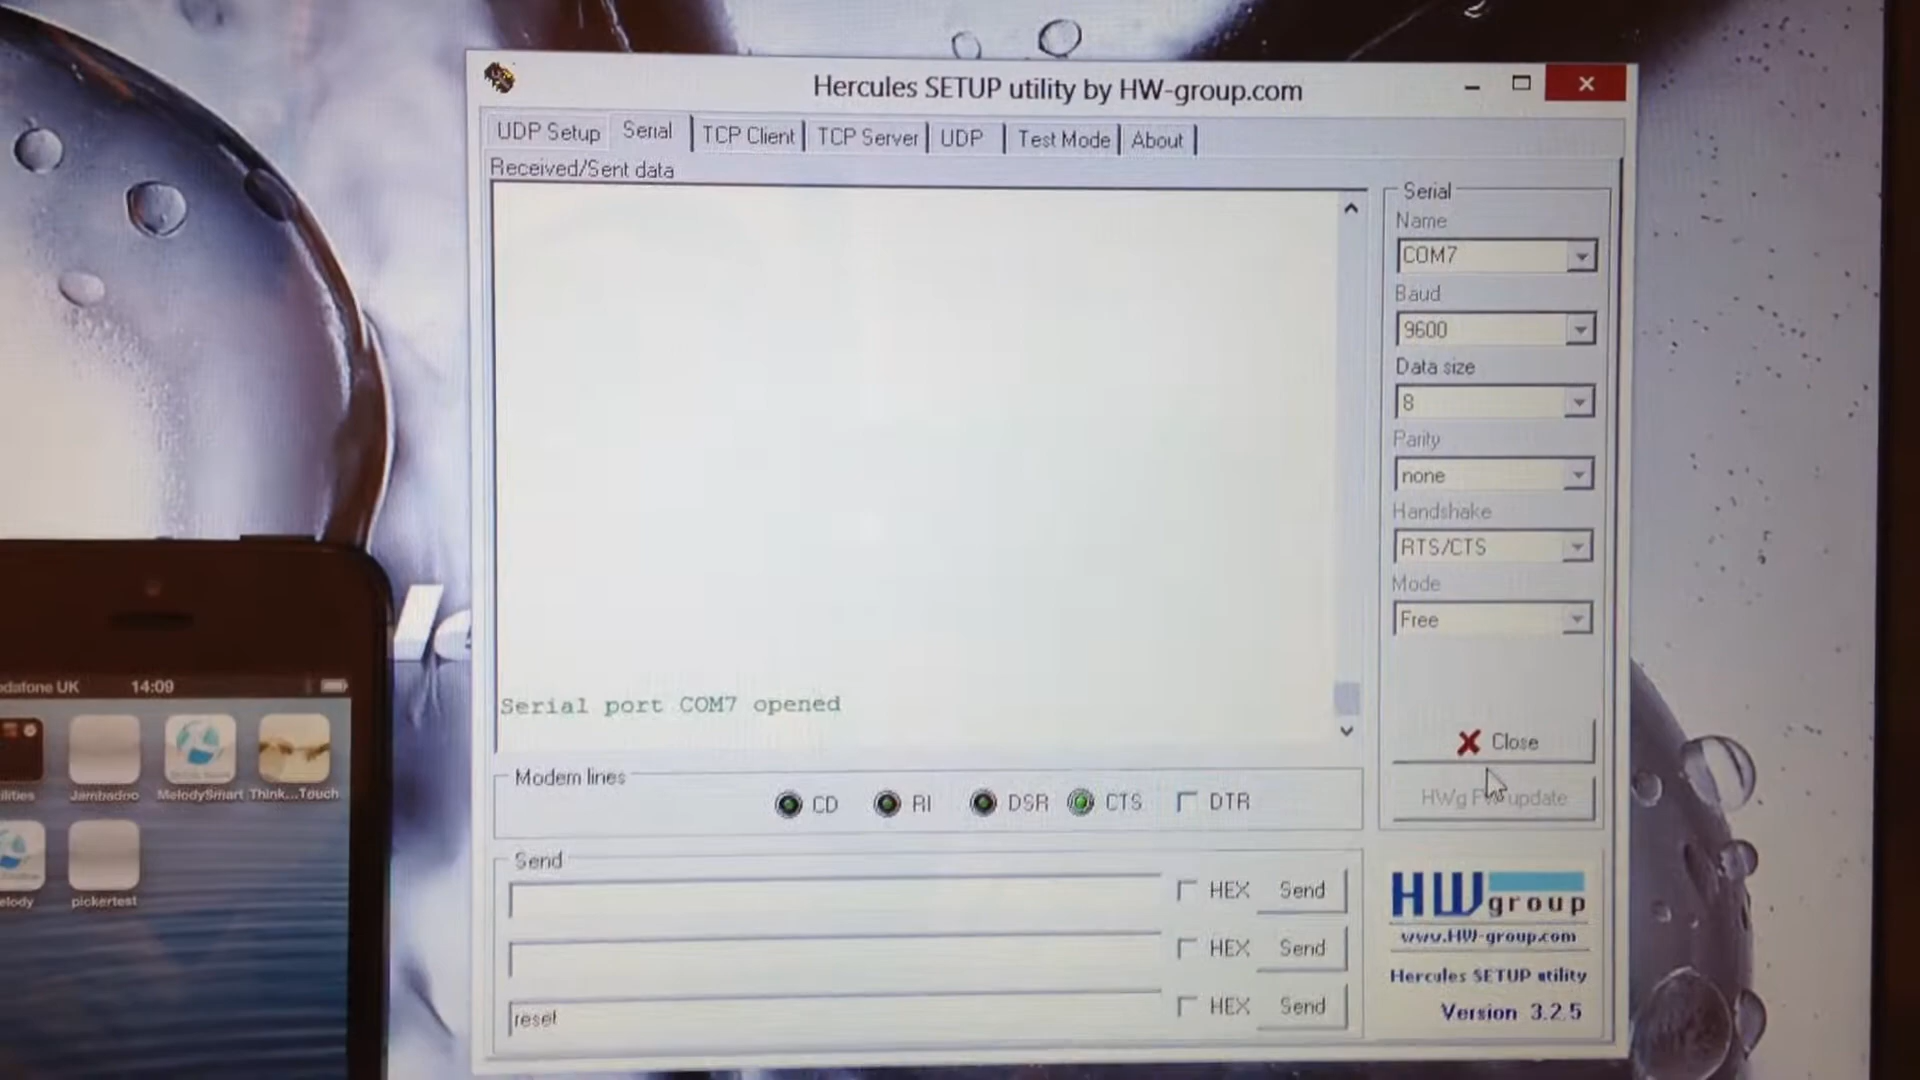 Hercules SETUP utility by HW-group.com
UDP Setup
Serial
TCP Client
TCP Server
UDP
Test Mode
About
Received/Sent data
Serial port COM7 opened
Serial
Name
COM7
Baud
9600
Data size
8
Parity
none
Handshake
RTS/CTS
Mode
Free
Close
HWg FW update
Modem lines
CD
RI
DSR
CTS
DTR
Send
HEX
Send
HEX
Send
reset
HEX
Send
HW group
www.HW-group.com
Hercules SETUP utility
Version 3.2.5
UK
14:09
Jambadoo
MelodySmart
Think...Touch
pickertest